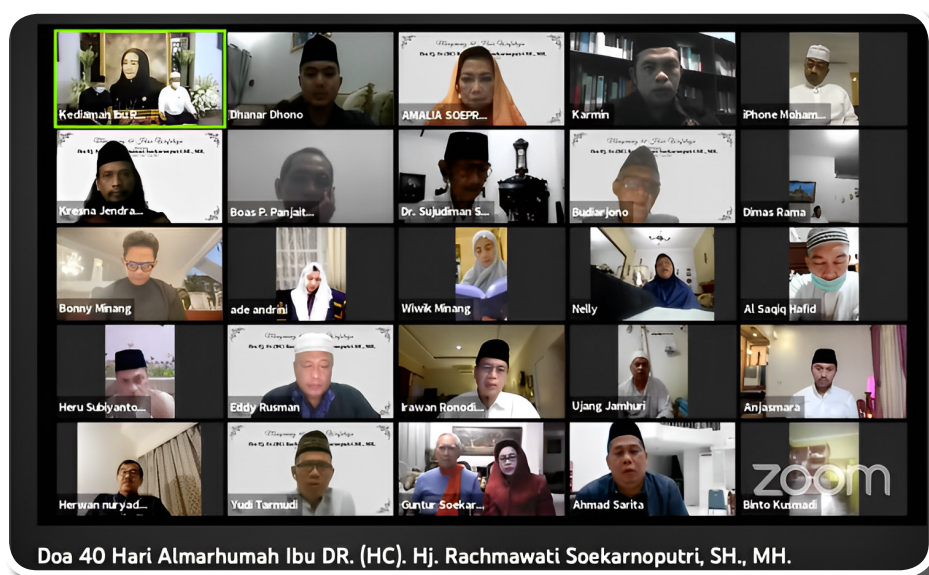 Kediaman Ibu R...
Dhanar Dhono
AMALIA SOEPR...
Karmin
iPhone Moham...
Kresna Jendra...
Boas P. Panjait...
Dr. Sujudiman S...
Budiarjono
Dimas Rama
Bonny Minang
ade andrini
Wiwik Minang
Nelly
Al Saqiq Hafid
Heru Subiyanto...
Eddy Rusman
Irawan Ronodi...
Ujang Jamhuri
Anjasmara
Herwan nuryad...
Yudi Tarmudi
Guntur Soekar...
Ahmad Sarita
zoom
Binto Kusmadi
Doa 40 Hari Almarhumah Ibu DR. (HC). Hj. Rachmawati Soekarnoputri, SH., MH.